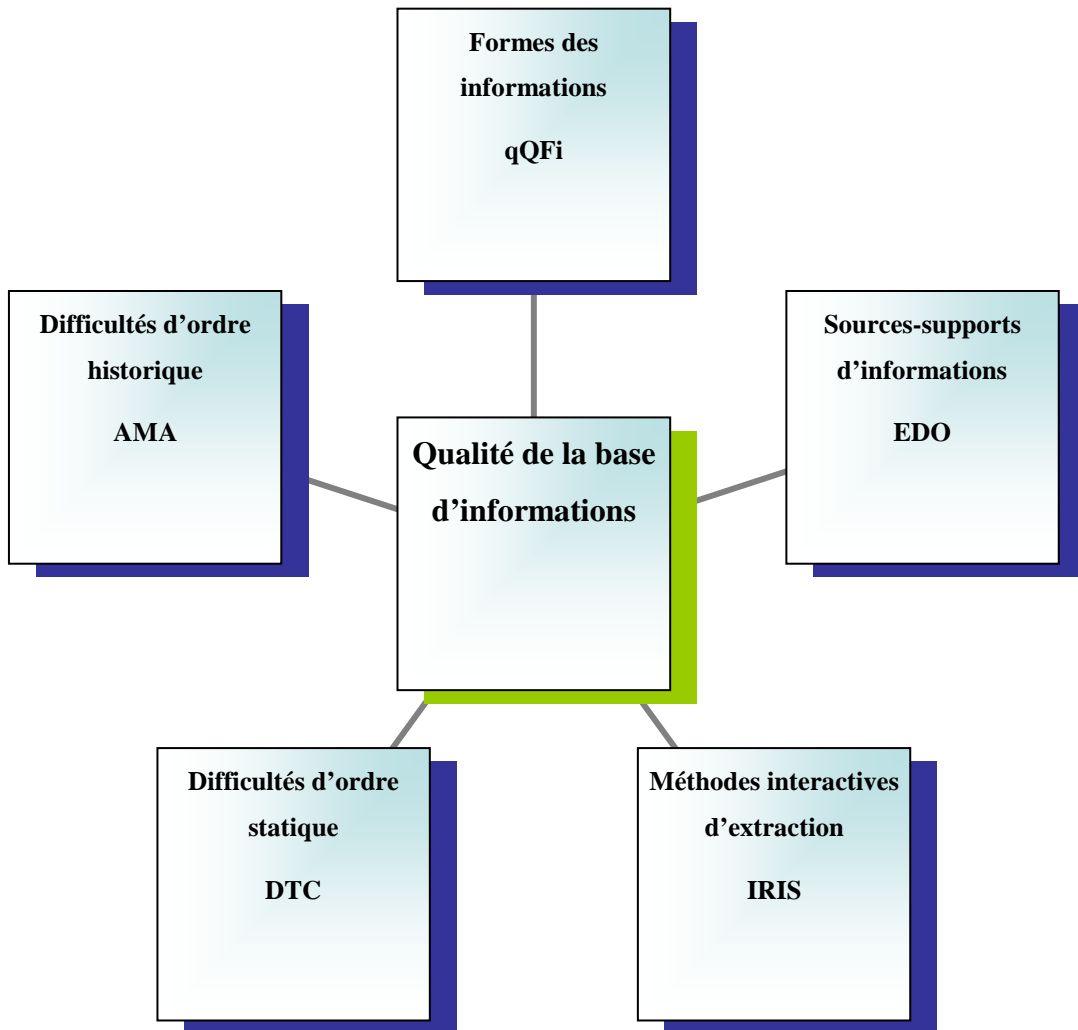 Formes des
informations
qQFi
Difficultés d’ordre
historique
AMA
Sources-supports
d’informations
EDO
Qualité de la base
d’informations
Difficultés d’ordre
statique
DTC
Méthodes interactives
d’extraction
IRIS